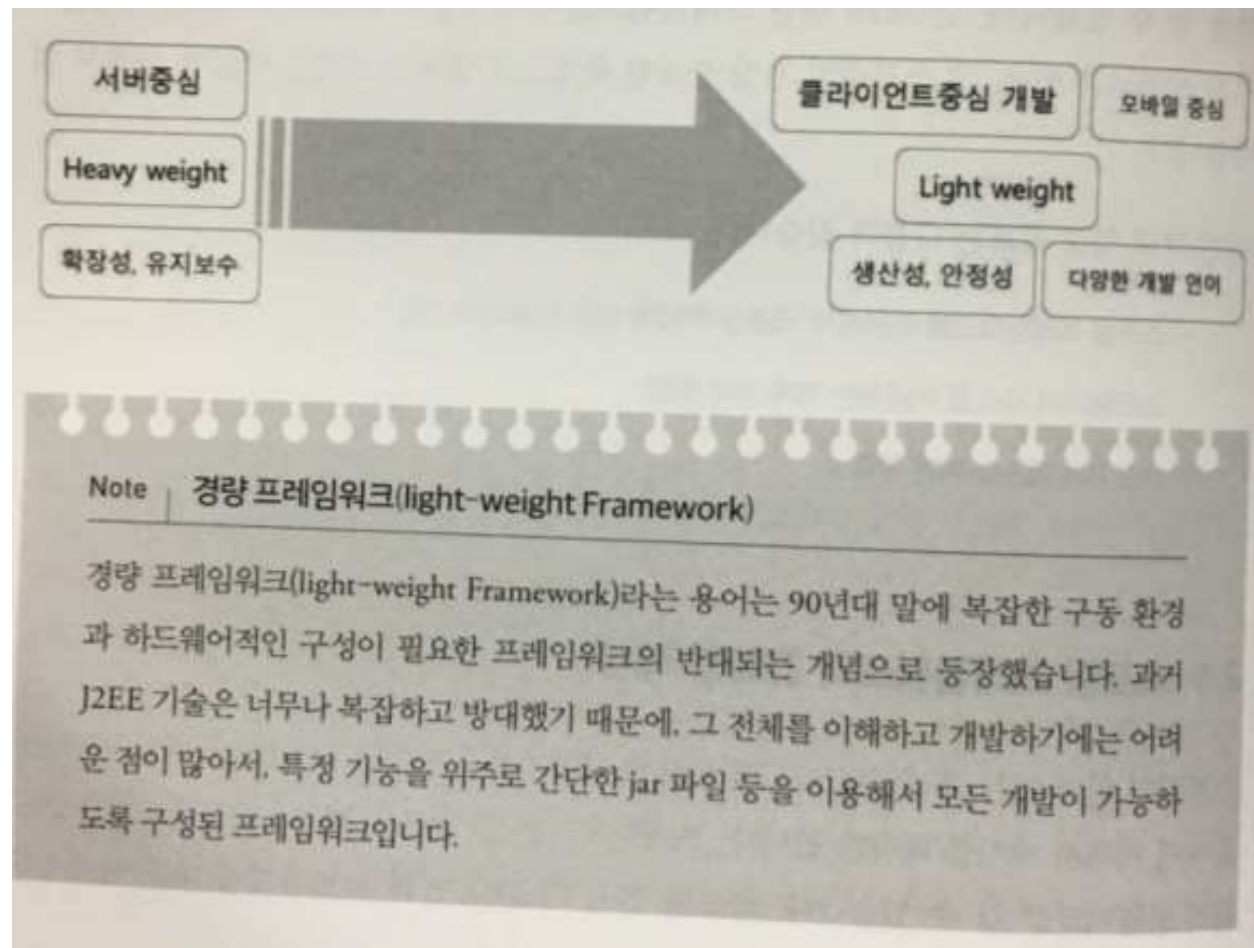 서버중심
Heavy weight
확장성, 유지보수
클라이언트중심 개발
모바일 중심
Light weight
생산성, 안정성
다양한 개발 언어
Note
경량 프레임워크(light-weight Framework)
경량 프레임워크(light-weight Framework)라는 용어는 90년대 말에 복잡한 구동 환경
과 하드웨어적인 구성이 필요한 프레임워크의 반대되는 개념으로 등장했습니다. 과거
J2EE 기술은 너무나 복잡하고 방대했기 때문에, 그 전체를 이해하고 개발하기에는 어려
운 점이 많아서, 특정 기능을 위주로 간단한 jar 파일 등을 이용해서 모든 개발이 가능하
도록 구성된 프레임워크입니다.